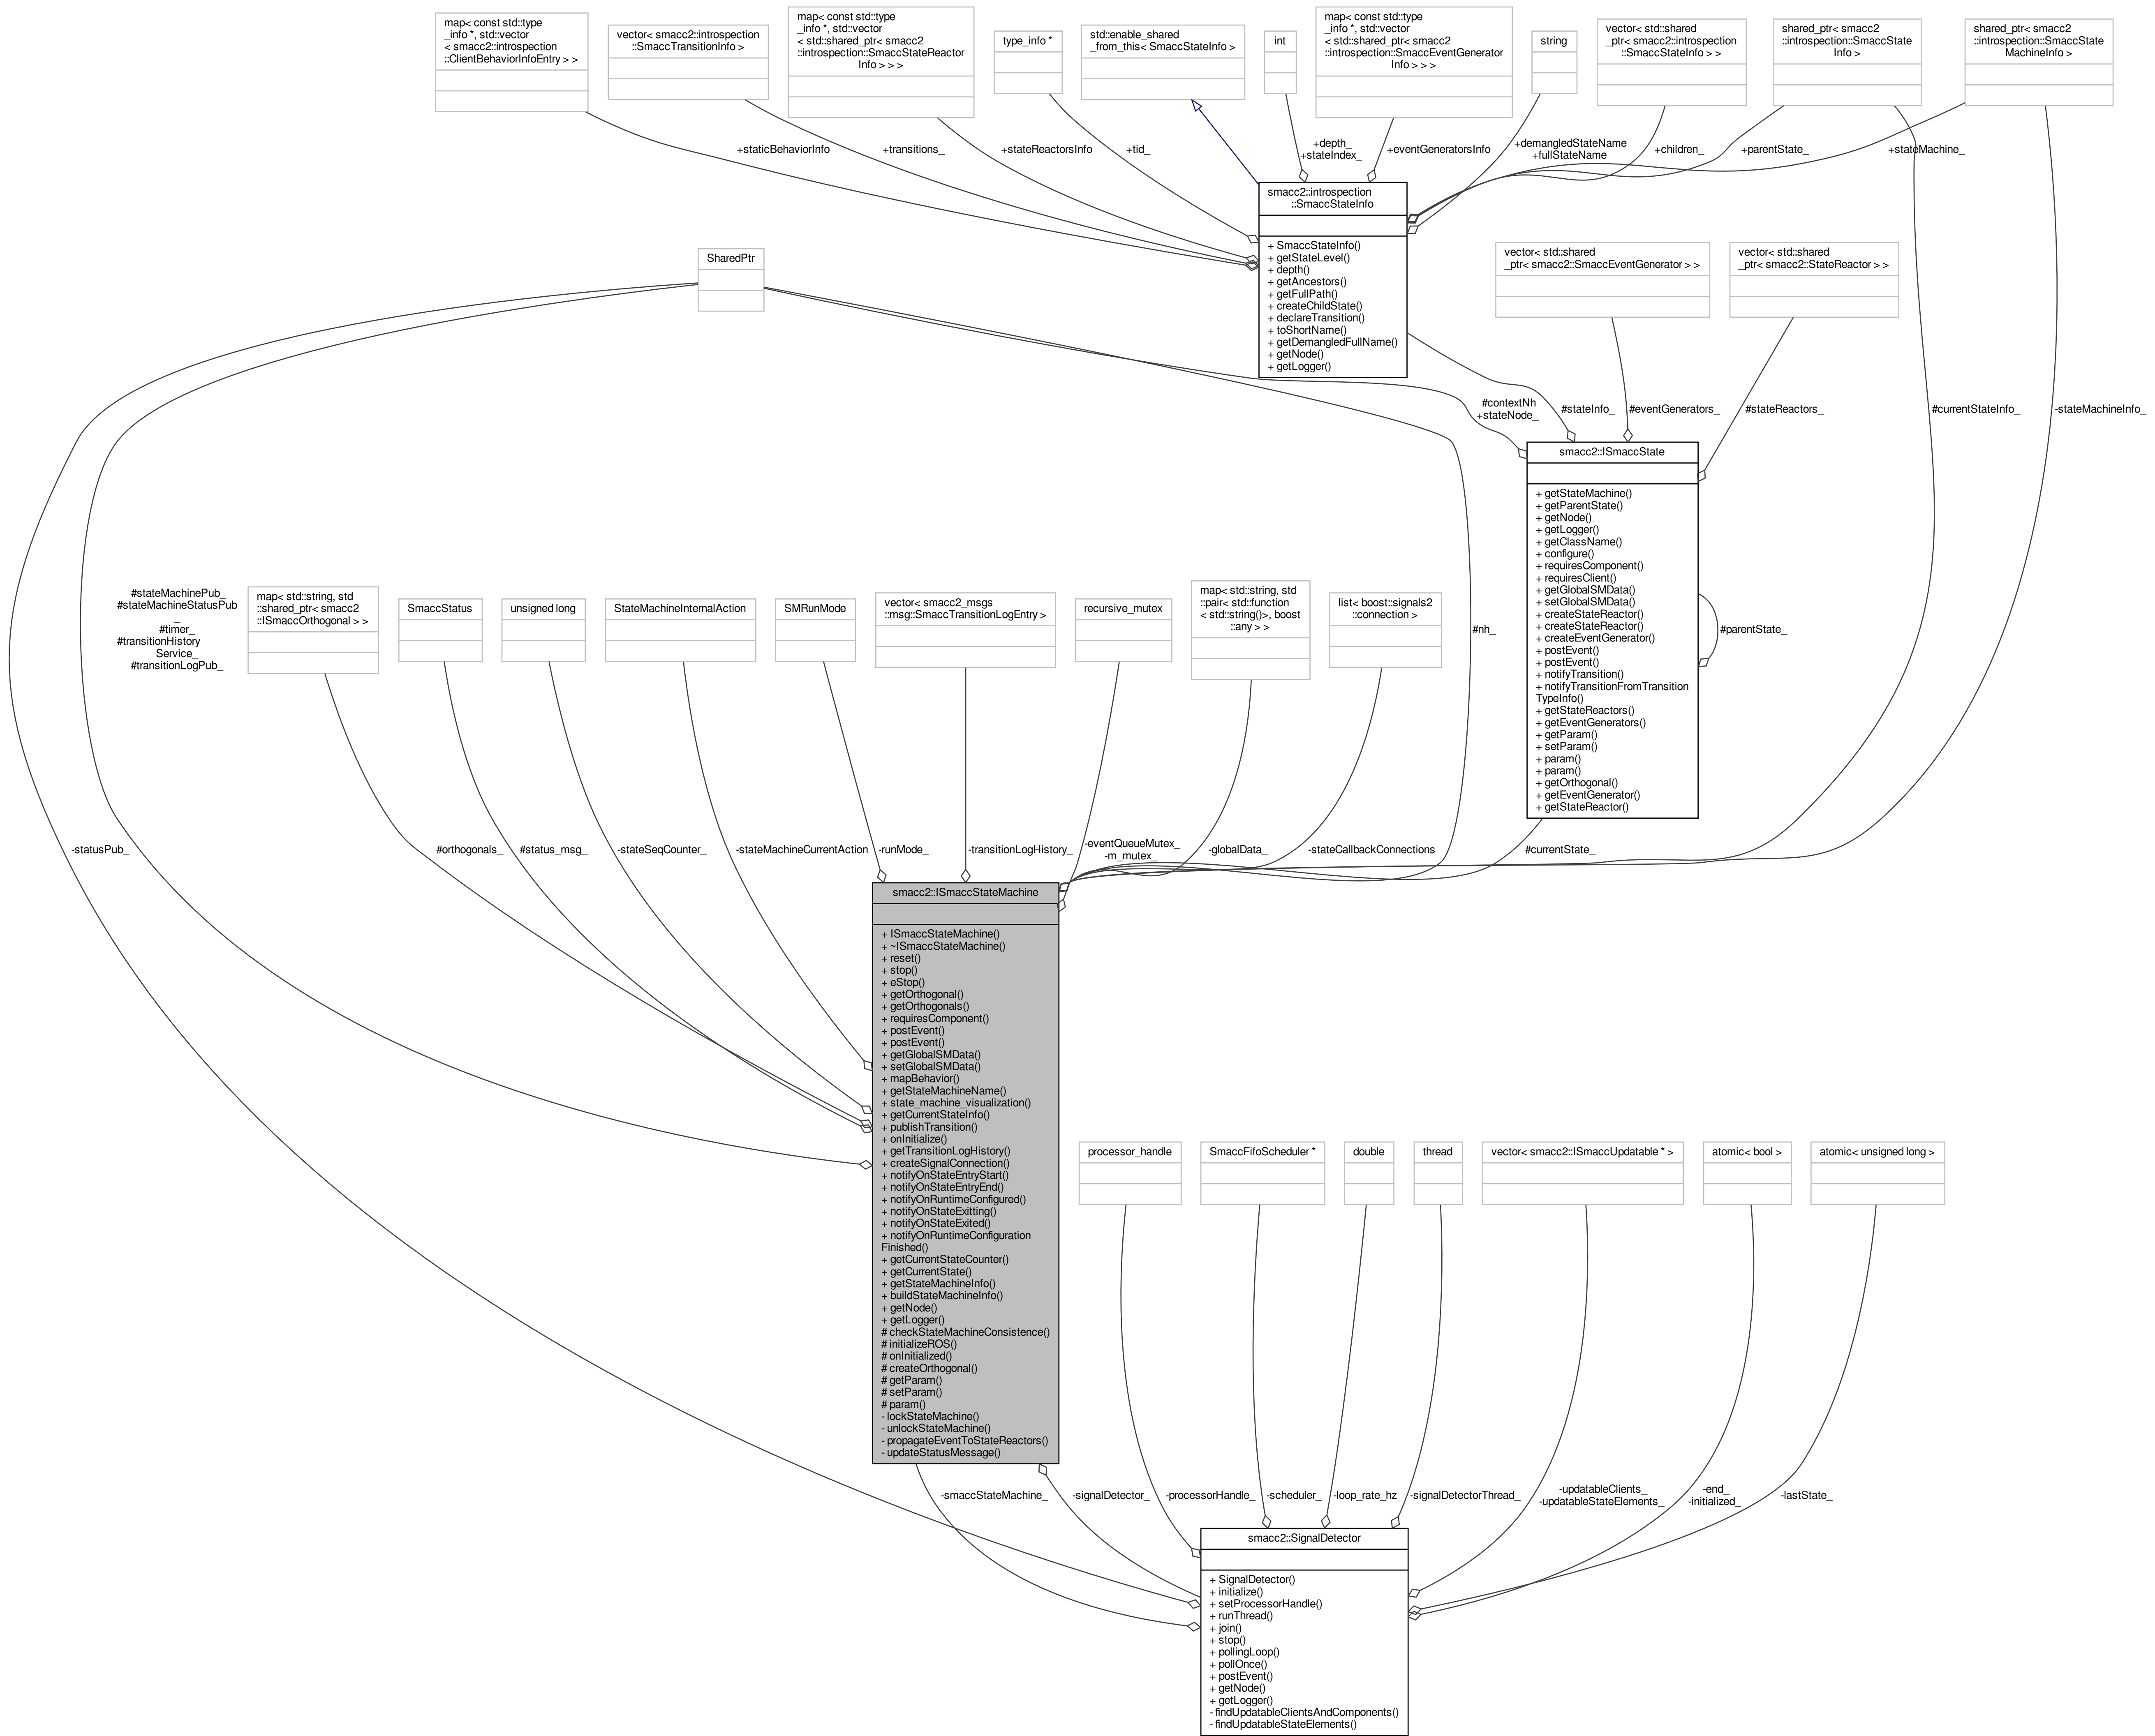 map< const std::type
_info *, std::vector
< smacc2::introspection
::ClientBehaviorInfoEntry > >
vector< smacc2::introspection
::SmaccTransitionInfo >
map< const std::type
_info *, std::vector
< std::shared_ptr< smacc2
::introspection::SmaccStateReactor
Info > > >
type_info *
std::enable_shared
_from_this< SmaccStateInfo >
int
map< const std::type
_info *, std::vector
< std::shared_ptr< smacc2
::introspection::SmaccEventGenerator
Info > > >
string
vector< std::shared
_ptr< smacc2::introspection
::SmaccStateInfo > >
shared_ptr< smacc2
::introspection::SmaccState
Info >
shared_ptr< smacc2
::introspection::SmaccState
MachineInfo >
+staticBehaviorInfo
+transitions_
+stateReactorsInfo
+tid_
+depth_
+stateIndex_
+eventGeneratorsInfo
+demangledStateName
+fullStateName
+children_
+parentState_
+stateMachine_
smacc2::introspection
::SmaccStateInfo
+ SmaccStateInfo()
+ getStateLevel()
+ depth()
+ getAncestors()
+ getFullPath()
+ createChildState()
+ declareTransition()
+ toShortName()
+ getDemangledFullName()
+ getNode()
+ getLogger()
SharedPtr
vector< std::shared
_ptr< smacc2::SmaccEventGenerator > >
vector< std::shared
_ptr< smacc2::StateReactor > >
#contextNh
+stateNode_
#stateInfo_
#eventGenerators_
#stateReactors_
#currentStateInfo_
-stateMachineInfo_
smacc2::ISmaccState
+ getStateMachine()
+ getParentState()
+ getNode()
+ getLogger()
+ getClassName()
+ configure()
+ requiresComponent()
+ requiresClient()
+ getGlobalSMData()
+ setGlobalSMData()
+ createStateReactor()
+ createStateReactor()
+ createEventGenerator()
+ postEvent()
+ postEvent()
+ notifyTransition()
+ notifyTransitionFromTransition
TypeInfo()
+ getStateReactors()
+ getEventGenerators()
+ getParam()
+ setParam()
+ param()
+ param()
+ getOrthogonal()
+ getEventGenerator()
+ getStateReactor()
#parentState_
#stateMachinePub_
#stateMachineStatusPub
_
#timer_
#transitionHistory
Service_
#transitionLogPub_
map< std::string, std
::shared_ptr< smacc2
::ISmaccOrthogonal > >
SmaccStatus
unsigned long
StateMachineInternalAction
SMRunMode
vector< smacc2_msgs
::msg::SmaccTransitionLogEntry >
recursive_mutex
map< std::string, std
::pair< std::function
< std::string()>, boost
::any > >
list< boost::signals2
::connection >
#nh_
-statusPub_
#orthogonals_
#status_msg_
-stateSeqCounter_
-stateMachineCurrentAction
-runMode_
-transitionLogHistory_
-eventQueueMutex_
-m_mutex_
-globalData_
-stateCallbackConnections
#currentState_
smacc2::ISmaccStateMachine
+ ISmaccStateMachine()
+ ~ISmaccStateMachine()
+ reset()
+ stop()
+ eStop()
+ getOrthogonal()
+ getOrthogonals()
+ requiresComponent()
+ postEvent()
+ postEvent()
+ getGlobalSMData()
+ setGlobalSMData()
+ mapBehavior()
+ getStateMachineName()
+ state_machine_visualization()
+ getCurrentStateInfo()
+ publishTransition()
+ onInitialize()
+ getTransitionLogHistory()
+ createSignalConnection()
+ notifyOnStateEntryStart()
+ notifyOnStateEntryEnd()
+ notifyOnRuntimeConfigured()
+ notifyOnStateExitting()
+ notifyOnStateExited()
+ notifyOnRuntimeConfiguration
Finished()
+ getCurrentStateCounter()
+ getCurrentState()
+ getStateMachineInfo()
+ buildStateMachineInfo()
+ getNode()
+ getLogger()
# checkStateMachineConsistence()
# initializeROS()
# onInitialized()
# createOrthogonal()
# getParam()
# setParam()
# param()
- lockStateMachine()
- unlockStateMachine()
- propagateEventToStateReactors()
- updateStatusMessage()
processor_handle
SmaccFifoScheduler *
double
thread
vector< smacc2::ISmaccUpdatable * >
atomic< bool >
atomic< unsigned long >
-smaccStateMachine_
-signalDetector_
-processorHandle_
-scheduler_
-loop_rate_hz
-signalDetectorThread_
-updatableClients_
-updatableStateElements_
-end_
-initialized_
-lastState_
smacc2::SignalDetector
+ SignalDetector()
+ initialize()
+ setProcessorHandle()
+ runThread()
+ join()
+ stop()
+ pollingLoop()
+ pollOnce()
+ postEvent()
+ getNode()
+ getLogger()
- findUpdatableClientsAndComponents()
- findUpdatableStateElements()